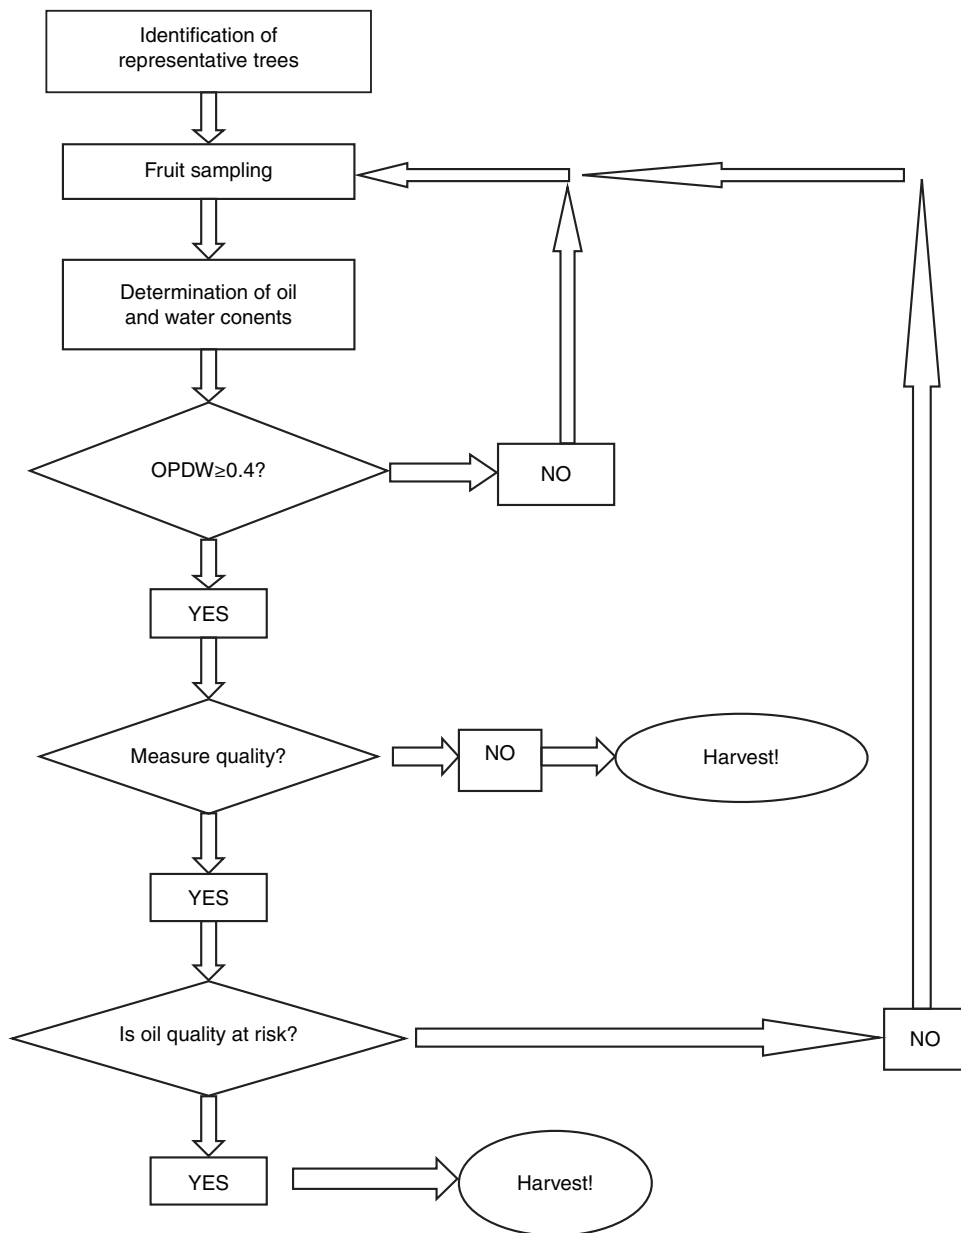 Identification of
representative trees
Fruit sampling
Determination of oil
and water conents
OPDW≥0.4?
NO
YES
Measure quality?
NO
Harvest!
YES
Is oil quality at risk?
NO
YES
Harvest!